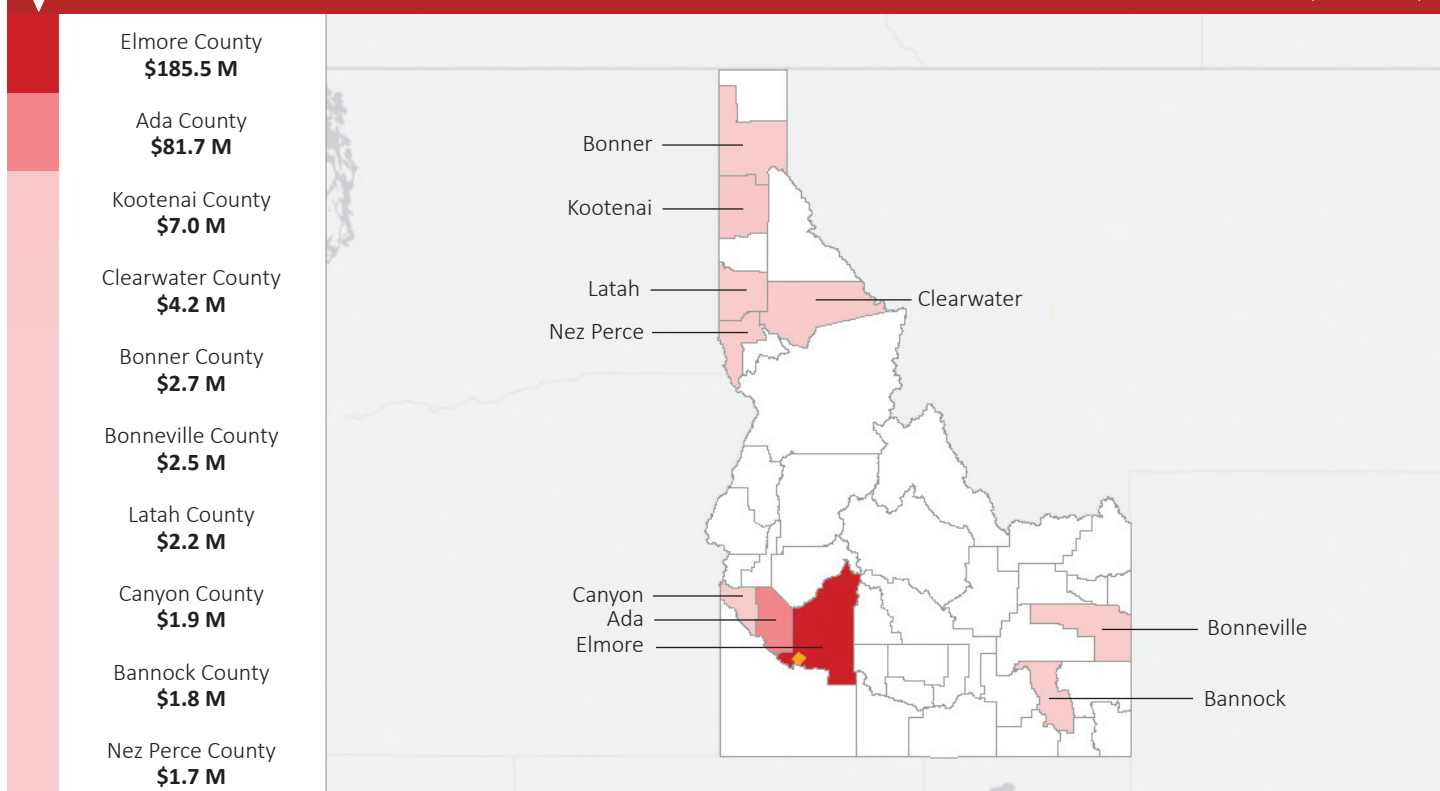 Elmore County
$185.5 M
Ada County
$81.7 M
Kootenai County
$7.0 M
Clearwater County
$4.2 M
Bonner County
$2.7 M
Bonneville County
$2.5 M
Latah County
$2.2 M
Canyon County
$1.9 M
Bannock County
$1.8 M
Nez Perce County
$1.7 M
Bonner
Kootenai
Latah
Clearwater
Nez Perce
Canyon
Ada
Elmore
Bonneville
Bannock